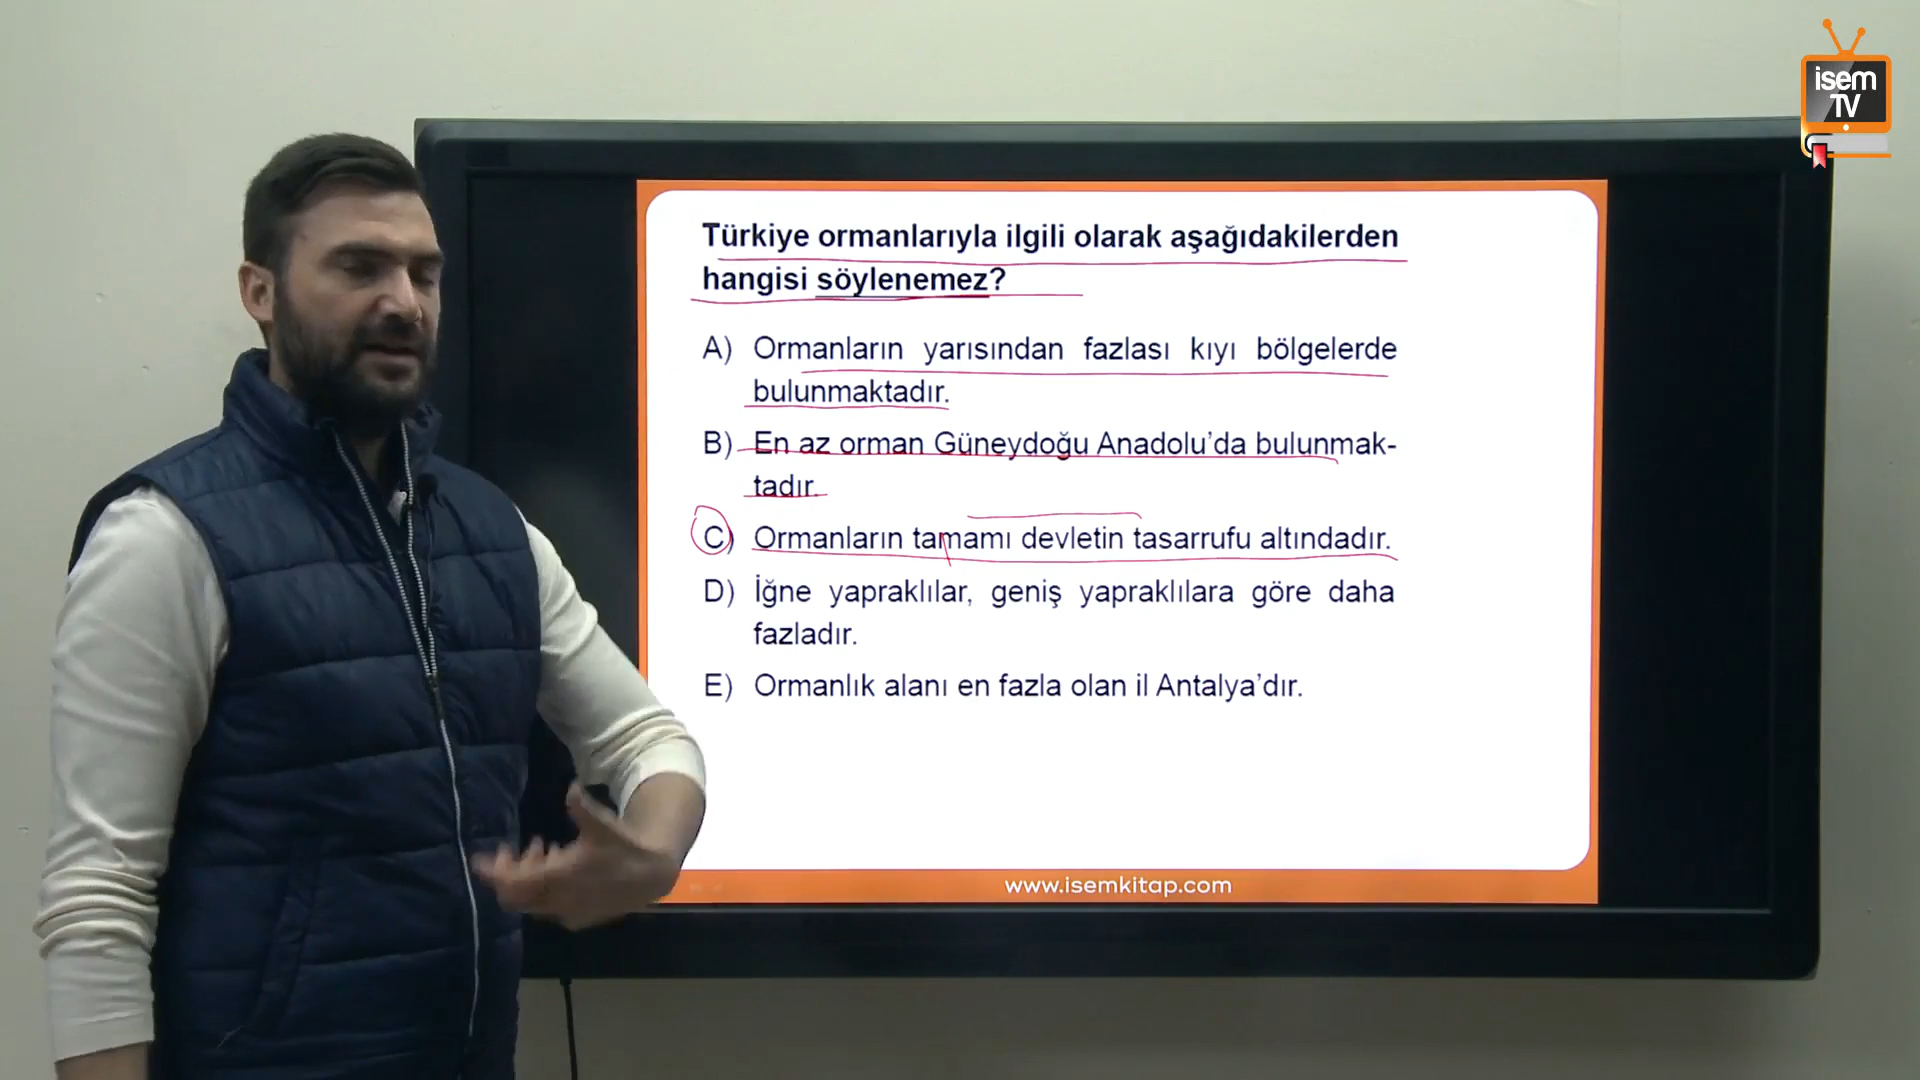 isem
TV
Türkiye ormanlarıyla ilgili olarak aşağıdakilerden
hangisi söylenemez?
A) Ormanların yarısından fazlası kıyı bölgelerde
bulunmaktadır.
B) En az orman Güneydoğu Anadolu’da bulunmak-
tadır.
C) Ormanların tamamı devletin tasarrufu altındadır.
D) İğne yapraklılar, geniş yapraklılara göre daha
fazladır.
E) Ormanlık alanı en fazla olan il Antalya’dır.
www.isemkitap.com